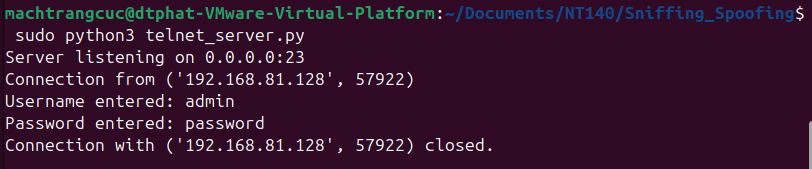 machtrangcuc@dtphat-VMware-Virtual-Platform:~/Documents/NT140/Sniffing_Spoofing$
sudo python3 telnet_server.py
Server listening on 0.0.0.0:23
Connection from ('192.168.81.128', 57922)
Username entered: admin
Password entered: password
Connection with ('192.168.81.128', 57922) closed.